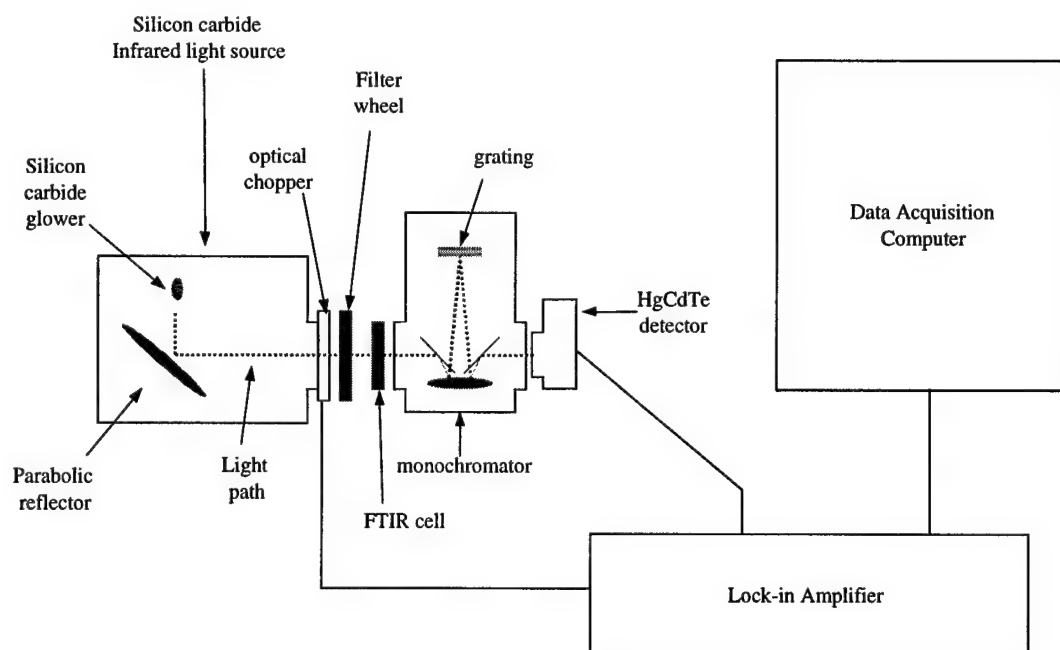 Silicon carbide
Infrared light source
Filter
wheel
optical
chopper
grating
Silicon
carbide
glower
Data Acquisition
Computer
HgCdTe
detector
Parabolic
reflector
Light
path
monochromator
FTIR cell
Lock-in Amplifier